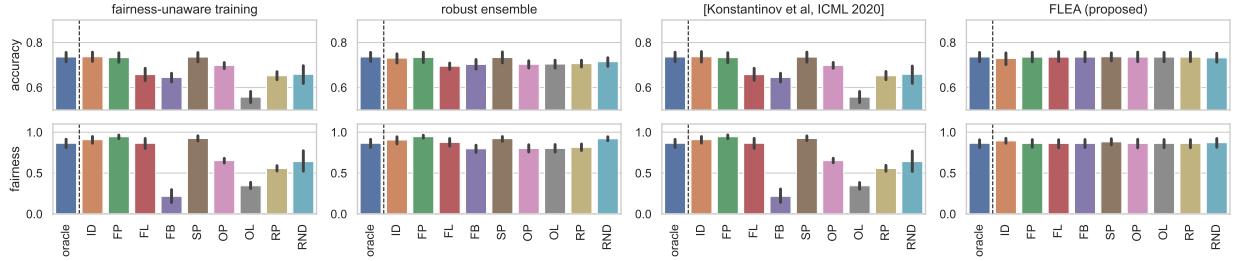 fairness-unaware training
robust ensemble
[Konstantinov et al, ICML 2020]
FLEA (proposed)
accuracy
0.8
0.6
0.8
0.6
0.8
0.6
0.8
0.6
fairness
1.0
0.5
0.0
1.0
0.5
0.0
1.0
0.5
0.0
1.0
0.5
0.0
oracle
ID
FP
FL
FB
SP
OP
OL
RP
RND
oracle
ID
FP
FL
FB
SP
OP
OL
RP
RND
oracle
ID
FP
FL
FB
SP
OP
OL
RP
RND
oracle
ID
FP
FL
FB
SP
OP
OL
RP
RND